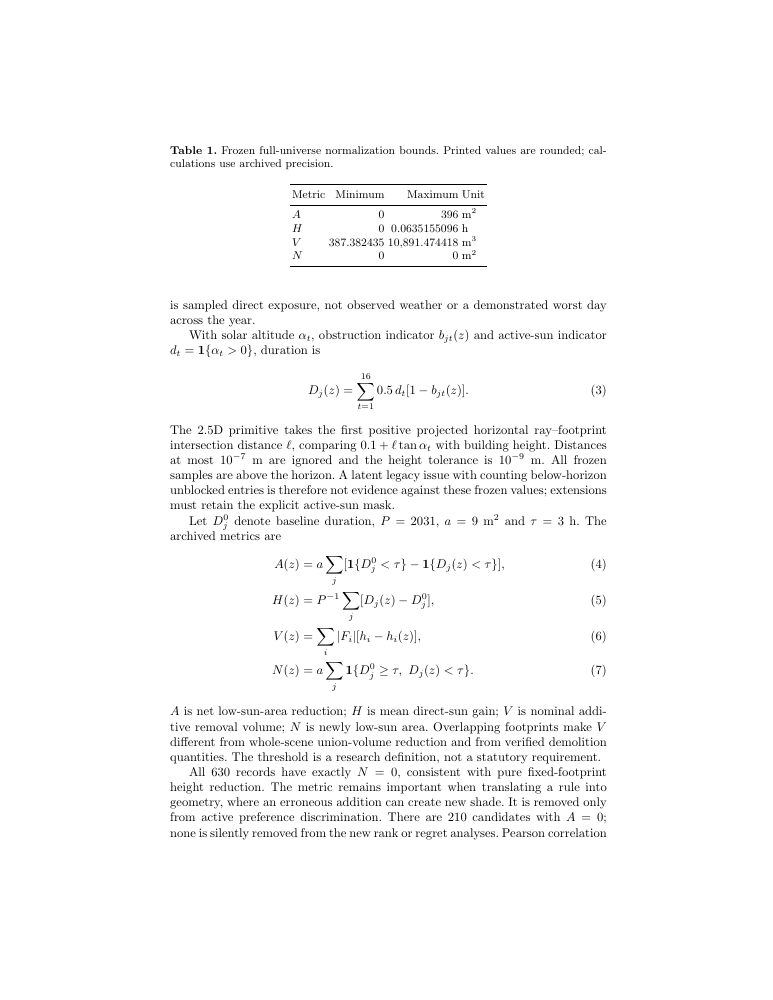 Table 1. Frozen full-universe normalization bounds. Printed values are rounded; cal-
culations use archived precision.
Metric Minimum Maximum Unit
A 0 396 m²
H 0 0.0635155096 h
V 387.382435 10,891.474418 m³
N 0 0 m²
is sampled direct exposure, not observed weather or a demonstrated worst day
across the year.
With solar altitude αₜ, obstruction indicator bⱼₜ(z) and active-sun indicator
dₜ = 1{αₜ > 0}, duration is
Dⱼ(z) = ∑_{t=1}^{16} 0.5 dₜ[1 − bⱼₜ(z)]. (3)
The 2.5D primitive takes the first positive projected horizontal ray–footprint
intersection distance ℓ, comparing 0.1 + ℓ tan αₜ with building height. Distances
at most 10⁻⁷ m are ignored and the height tolerance is 10⁻⁹ m. All frozen
samples are above the horizon. A latent legacy issue with counting below-horizon
unblocked entries is therefore not evidence against these frozen values; extensions
must retain the explicit active-sun mask.
Let D⁰ⱼ denote baseline duration, P = 2031, a = 9 m² and τ = 3 h. The
archived metrics are
A(z) = a ∑_j [1{D⁰ⱼ < τ} − 1{Dⱼ(z) < τ}], (4)
H(z) = P⁻¹ ∑_j [Dⱼ(z) − D⁰ⱼ], (5)
V(z) = ∑_i |Fᵢ|[hᵢ − hᵢ(z)], (6)
N(z) = a ∑_j 1{D⁰ⱼ ≥ τ, Dⱼ(z) < τ}. (7)
A is net low-sun-area reduction; H is mean direct-sun gain; V is nominal addi-
tive removal volume; N is newly low-sun area. Overlapping footprints make V
different from whole-scene union-volume reduction and from verified demolition
quantities. The threshold is a research definition, not a statutory requirement.
All 630 records have exactly N = 0, consistent with pure fixed-footprint
height reduction. The metric remains important when translating a rule into
geometry, where an erroneous addition can create new shade. It is removed only
from active preference discrimination. There are 210 candidates with A = 0;
none is silently removed from the new rank or regret analyses. Pearson correlation